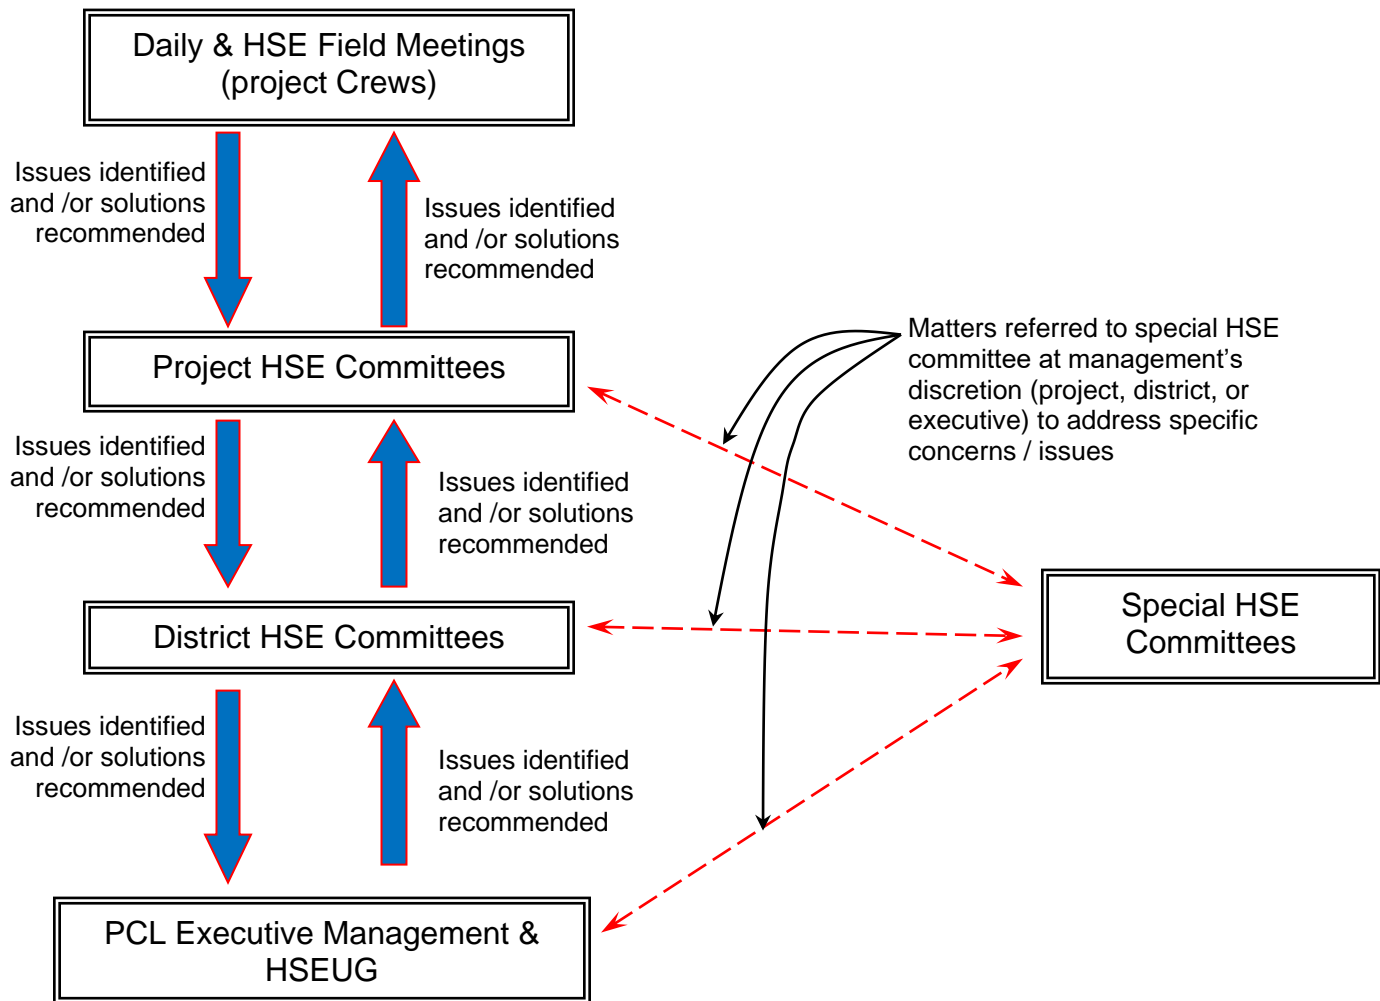 Daily & HSE Field Meetings
(project Crews)
Issues identified
and /or solutions
recommended
Issues identified
and /or solutions
recommended
Project HSE Committees
Matters referred to special HSE
committee at management’s
discretion (project, district, or
executive) to address specific
concerns / issues
Issues identified
and /or solutions
recommended
Issues identified
and /or solutions
recommended
District HSE Committees
Special HSE
Committees
Issues identified
and /or solutions
recommended
Issues identified
and /or solutions
recommended
PCL Executive Management &
HSEUG